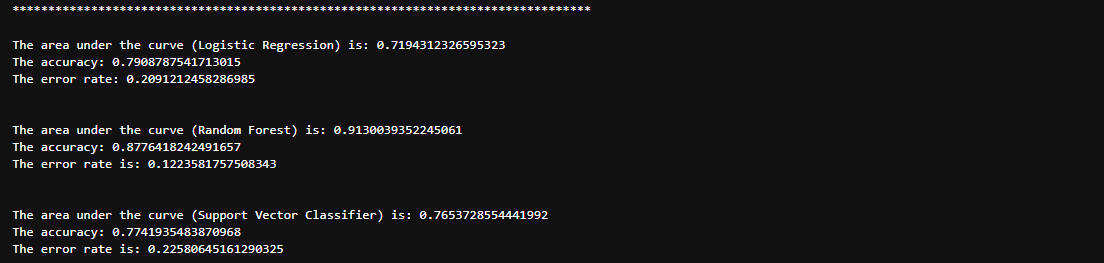 *********************************************************************************
The area under the curve (Logistic Regression) is: 0.7194312326595323
The accuracy: 0.7908787541713015
The error rate: 0.2091212458286985
The area under the curve (Random Forest) is: 0.9130039352245061
The accuracy: 0.8776418242491657
The error rate is: 0.1223581757508343
The area under the curve (Support Vector Classifier) is: 0.7653728554441992
The accuracy: 0.7741935483870968
The error rate is: 0.22580645161290325